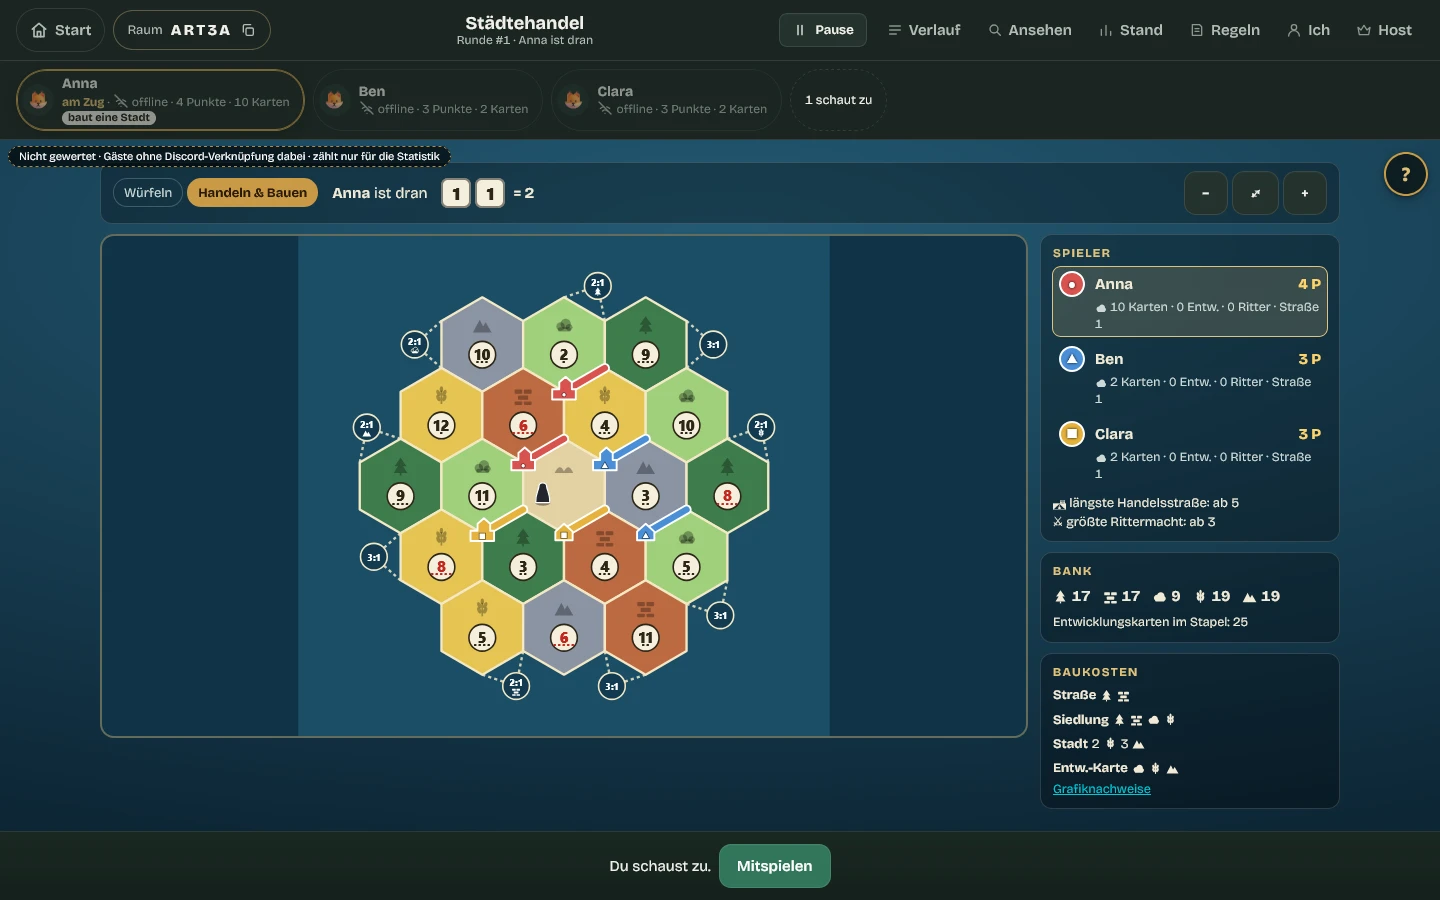 Start
Raum ART3A
Städtehandel
Runde #1 · Anna ist dran
Pause
Verlauf
Ansehen
Stand
Regeln
Ich
Host
Anna
am Zug · offline · 4 Punkte · 10 Karten
baut eine Stadt
Ben
offline · 3 Punkte · 2 Karten
Clara
offline · 3 Punkte · 2 Karten
1 schaut zu
Nicht gewertet · Gäste ohne Discord-Verknüpfung dabei · zählt nur für die Statistik
?
Würfeln
Handeln & Bauen
Anna ist dran
1 1 = 2
−
+
2:1
2:1
10 2 9
3:1
2:1
12 6 4 10
2:1
9 11 3 8
3:1
8 3 4 5
3:1
5 6 11
2:1
3:1
SPIELER
Anna 4 P
10 Karten · 0 Entw. · 0 Ritter · Straße
1
Ben 3 P
2 Karten · 0 Entw. · 0 Ritter · Straße
1
Clara 3 P
2 Karten · 0 Entw. · 0 Ritter · Straße
1
längste Handelsstraße: ab 5
größte Rittermacht: ab 3
BANK
17 17 9 19 19
Entwicklungskarten im Stapel: 25
BAUKOSTEN
Straße
Siedlung
Stadt 2 3
Entw.-Karte
Grafiknachweise
Du schaust zu.
Mitspielen